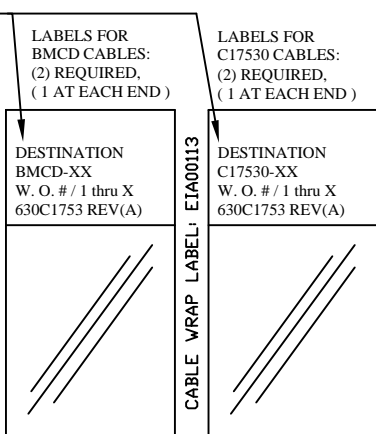 LABELS FOR
BMCD CABLES:
(2) REQUIRED,
( 1 AT EACH END )
LABELS FOR
C17530 CABLES:
(2) REQUIRED,
( 1 AT EACH END )
DESTINATION
BMCD-XX
W. O. # / 1 thru X
630C1753 REV(A)
CABLE WRAP LABEL: EIA00113
DESTINATION
C17530-XX
W. O. # / 1 thru X
630C1753 REV(A)